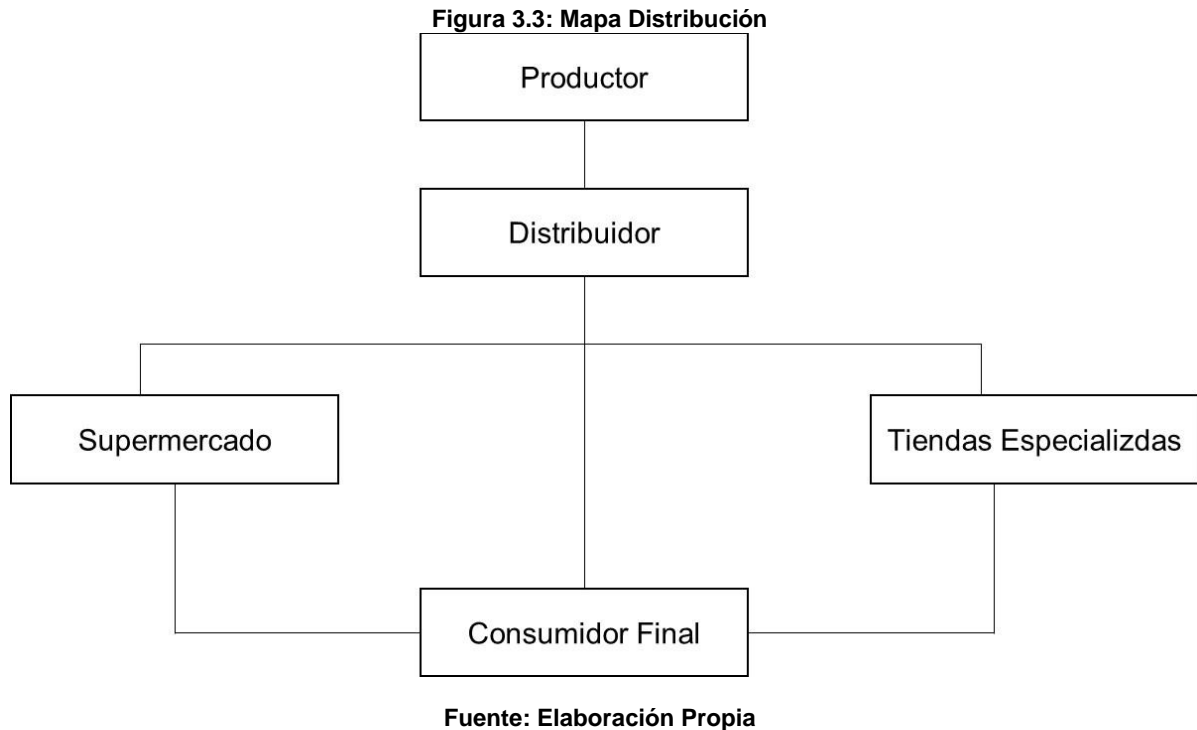 Figura 3.3: Mapa Distribución
Productor
Distribuidor
Supermercado
Tiendas Especializdas
Consumidor Final
Fuente: Elaboración Propia